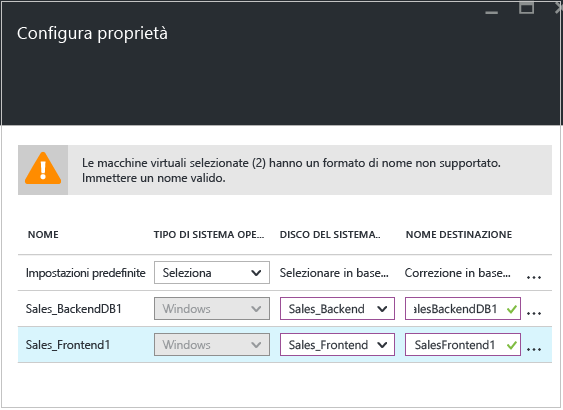 Configura proprietà
Le macchine virtuali selezionate (2) hanno un formato di nome non supportato.
Immettere un nome valido.
NOME TIPO DI SISTEMA OPE... DISCO DEL SISTEMA.. NOME DESTINAZIONE
Impostazioni predefinite Seleziona Selezionare in base... Correzione in base... ...
Sales_BackendDB1 Windows Sales_Backend alesBackendDB1 ...
Sales_Frontend1 Windows Sales_Frontend SalesFrontend1 ...